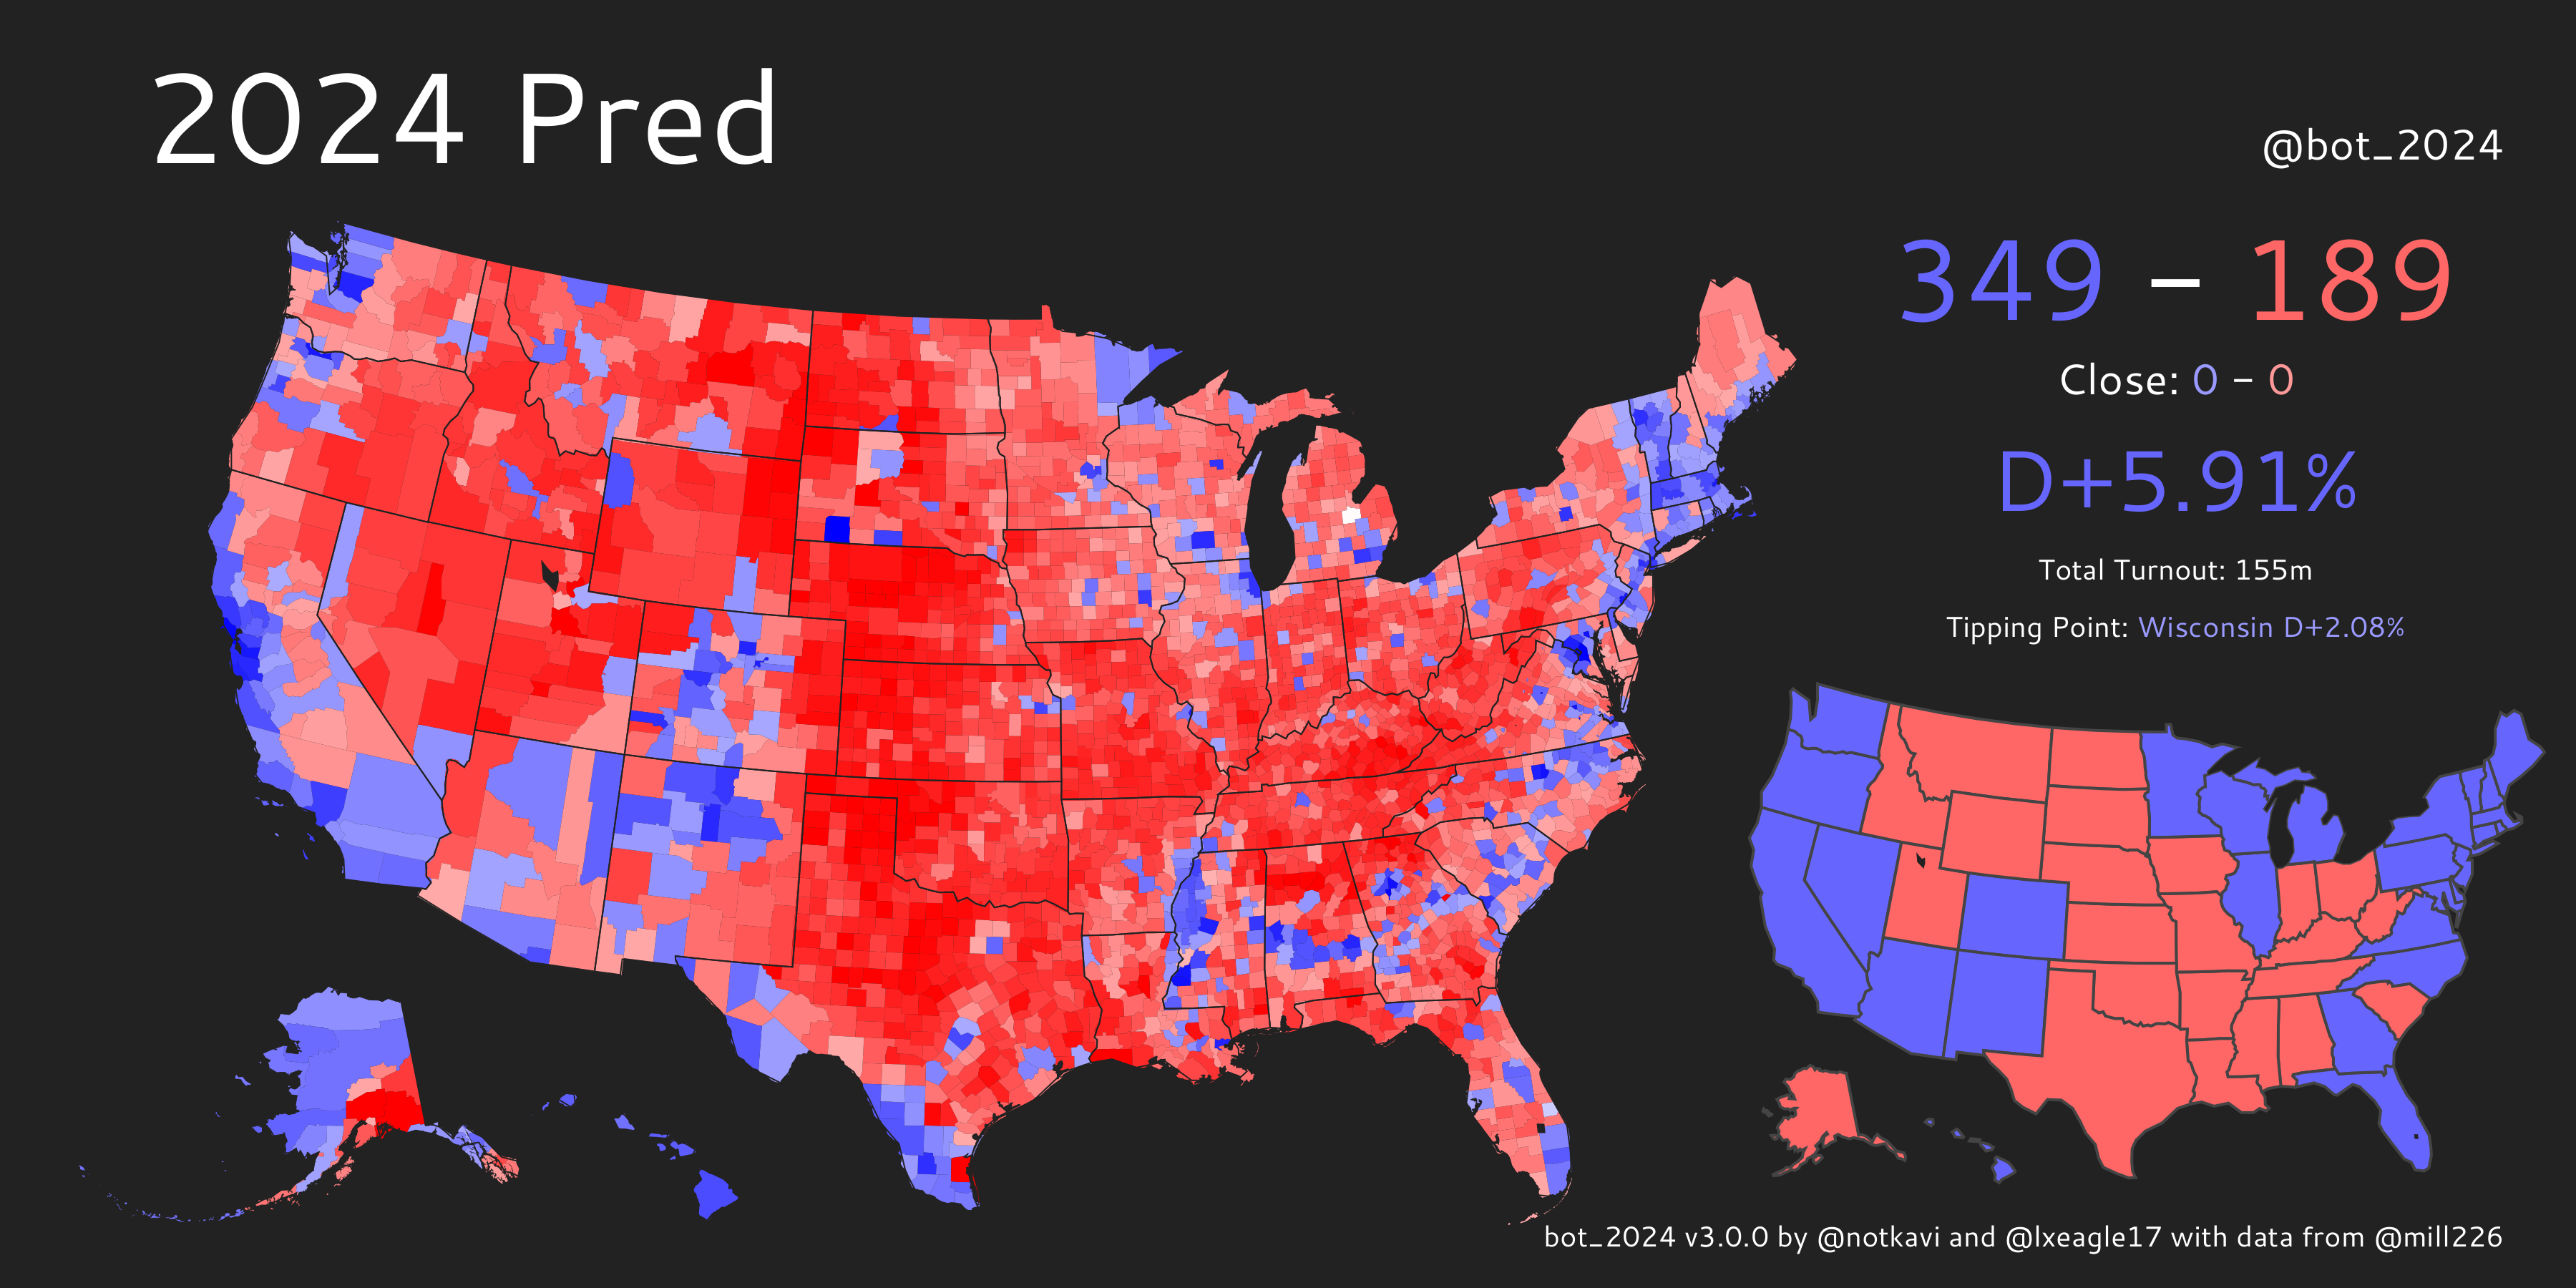 2024 Pred
@bot_2024
349 - 189
Close: 0 - 0
D+5.91%
Total Turnout: 155m
Tipping Point: Wisconsin D+2.08%
bot_2024 v3.0.0 by @notkavi and @lxeagle17 with data from @mill226